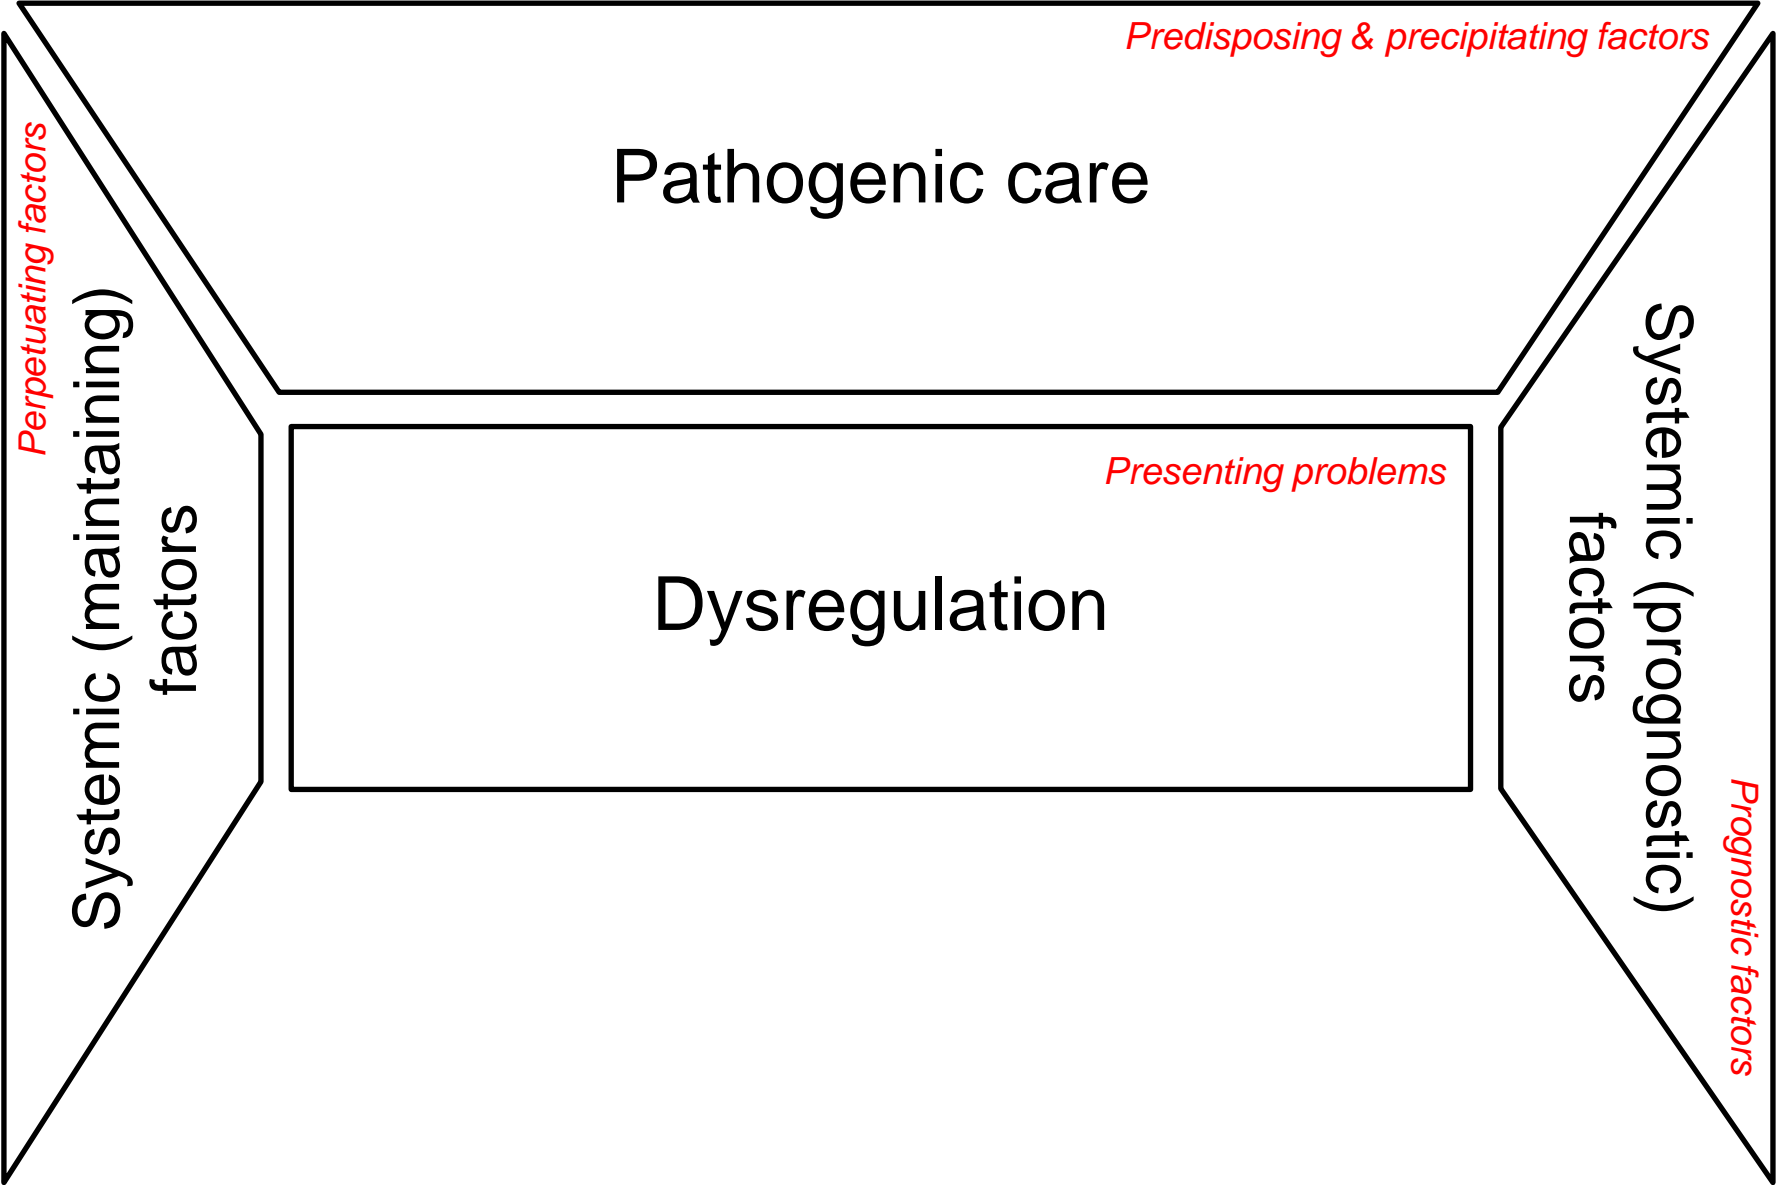 Predisposing & precipitating factors
Pathogenic care
Perpetuating factors
Systemic (maintaining)
factors
Presenting problems
Dysregulation
Systemic (prognostic)
factors
Prognostic factors